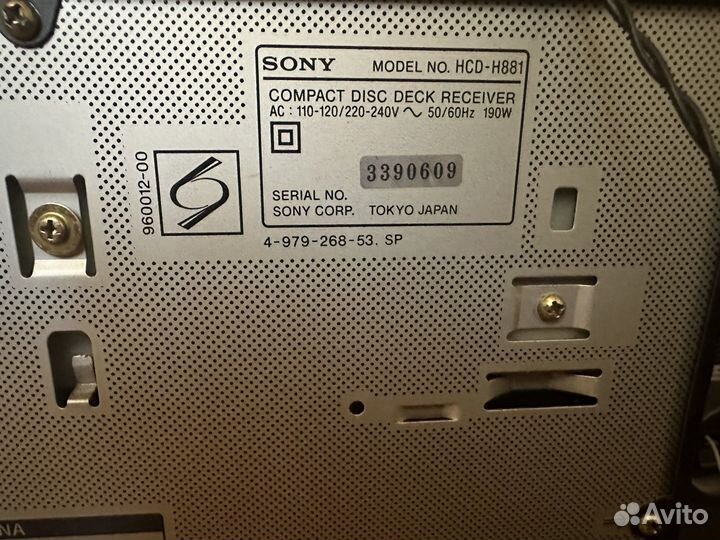 SONY MODEL NO. HCD-H881
COMPACT DISC DECK RECEIVER
AC : 110-120/220-240V ~ 50/60Hz 190W
3390609
SERIAL NO.
SONY CORP. TOKYO JAPAN
960012-00
4-979-268-53. SP
NA
Avito